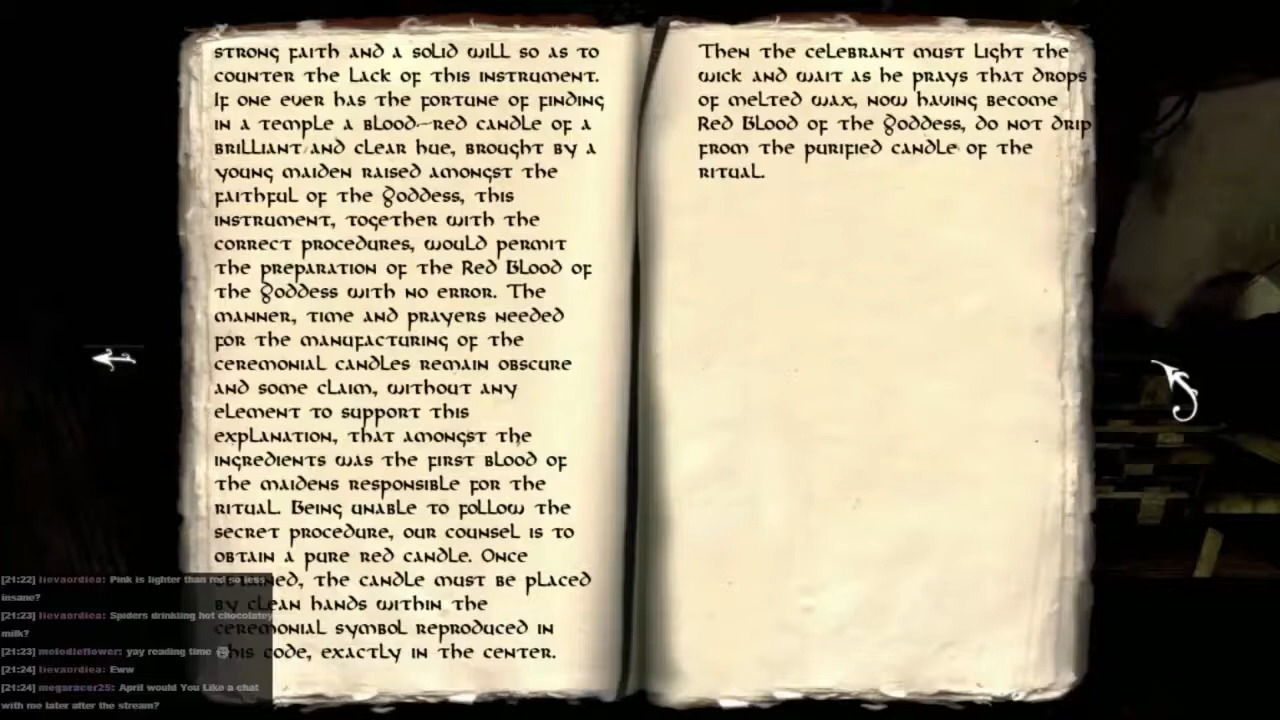 strong faith and a solid will so as to
counter the lack of this instrument.
If one ever has the fortune of finding
in a temple a blood-red candle of a
brilliant and clear hue, brought by a
young maiden raised amongst the
faithful of the Goddess, this
instrument, together with the
correct procedures, would permit
the preparation of the Red Blood of
the Goddess with no error. The
manner, time and prayers needed
for the manufacturing of the
ceremonial candles remain obscure
and some claim, without any
element to support this
explanation, that amongst the
ingredients was the first blood of
the maidens responsible for the
ritual. Being unable to follow the
secret procedure, our counsel is to
obtain a pure red candle. Once
obtained, the candle must be placed
by clean hands within the
ceremonial symbol reproduced in
this code, exactly in the center.
Then the celebrant must light the
wick and wait as he prays that drops
of melted wax, now having become
Red Blood of the Goddess, do not drip
from the purified candle of the
ritual.
[21:22] lievaordiea: Pink is lighter than red so less
insane?
[21:23] lievaordiea: Spiders drinkling hot chocolatey
milk?
[21:23] melodieflower: yay reading time
[21:24] lievaordiea: Eww
[21:24] megaracer25: April would You Like a chat
with me later after the stream?